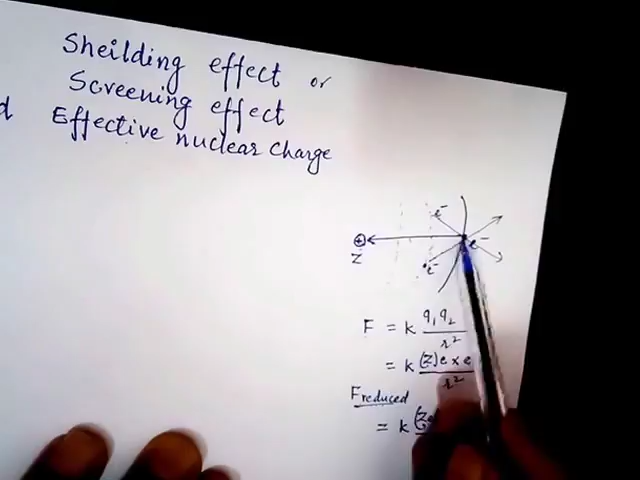 Sheilding effect or
Screening effect
d Effective nuclear charge
e⁻
⊕
e⁻
Z
e⁻
F = k q₁q₂
r²
= k (Z)e x e
r²
Freduced
= k (Z